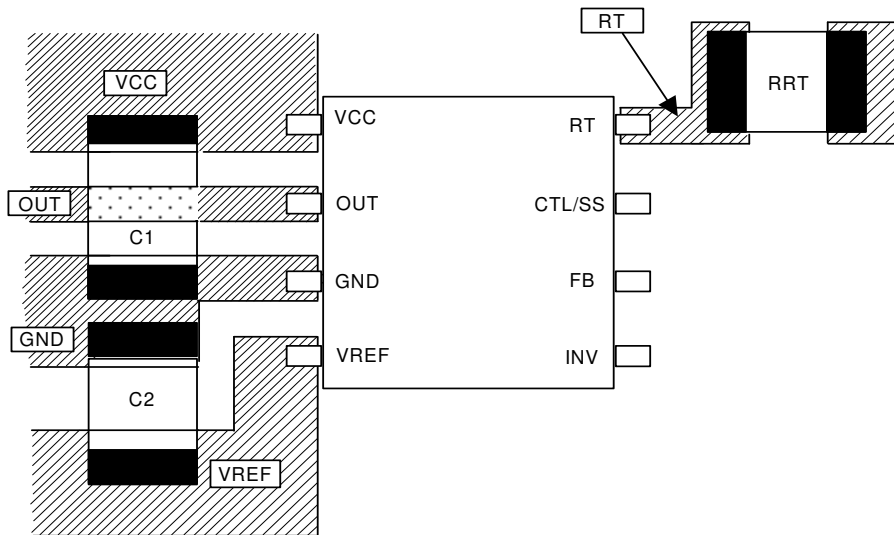 RT
VCC
RRT
VCC
RT
OUT
OUT
CTL/SS
C1
GND
FB
GND
VREF
INV
C2
VREF